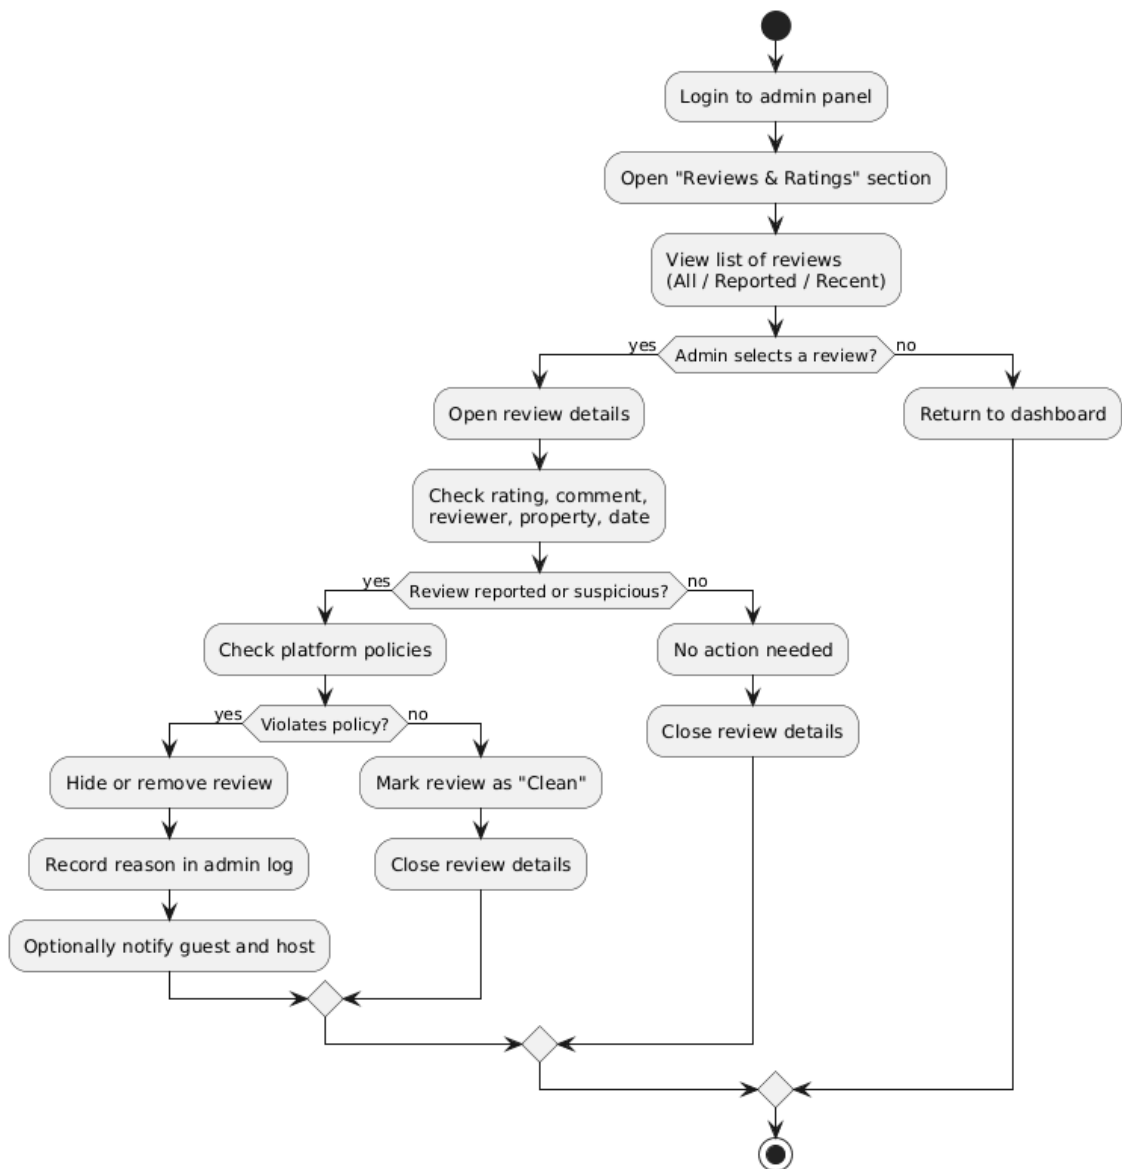 Login to admin panel
Open "Reviews & Ratings" section
View list of reviews
(All / Reported / Recent)
yes
Admin selects a review?
no
Open review details
Return to dashboard
Check rating, comment,
reviewer, property, date
yes
Review reported or suspicious?
no
Check platform policies
No action needed
yes
Violates policy?
no
Close review details
Hide or remove review
Mark review as "Clean"
Record reason in admin log
Close review details
Optionally notify guest and host